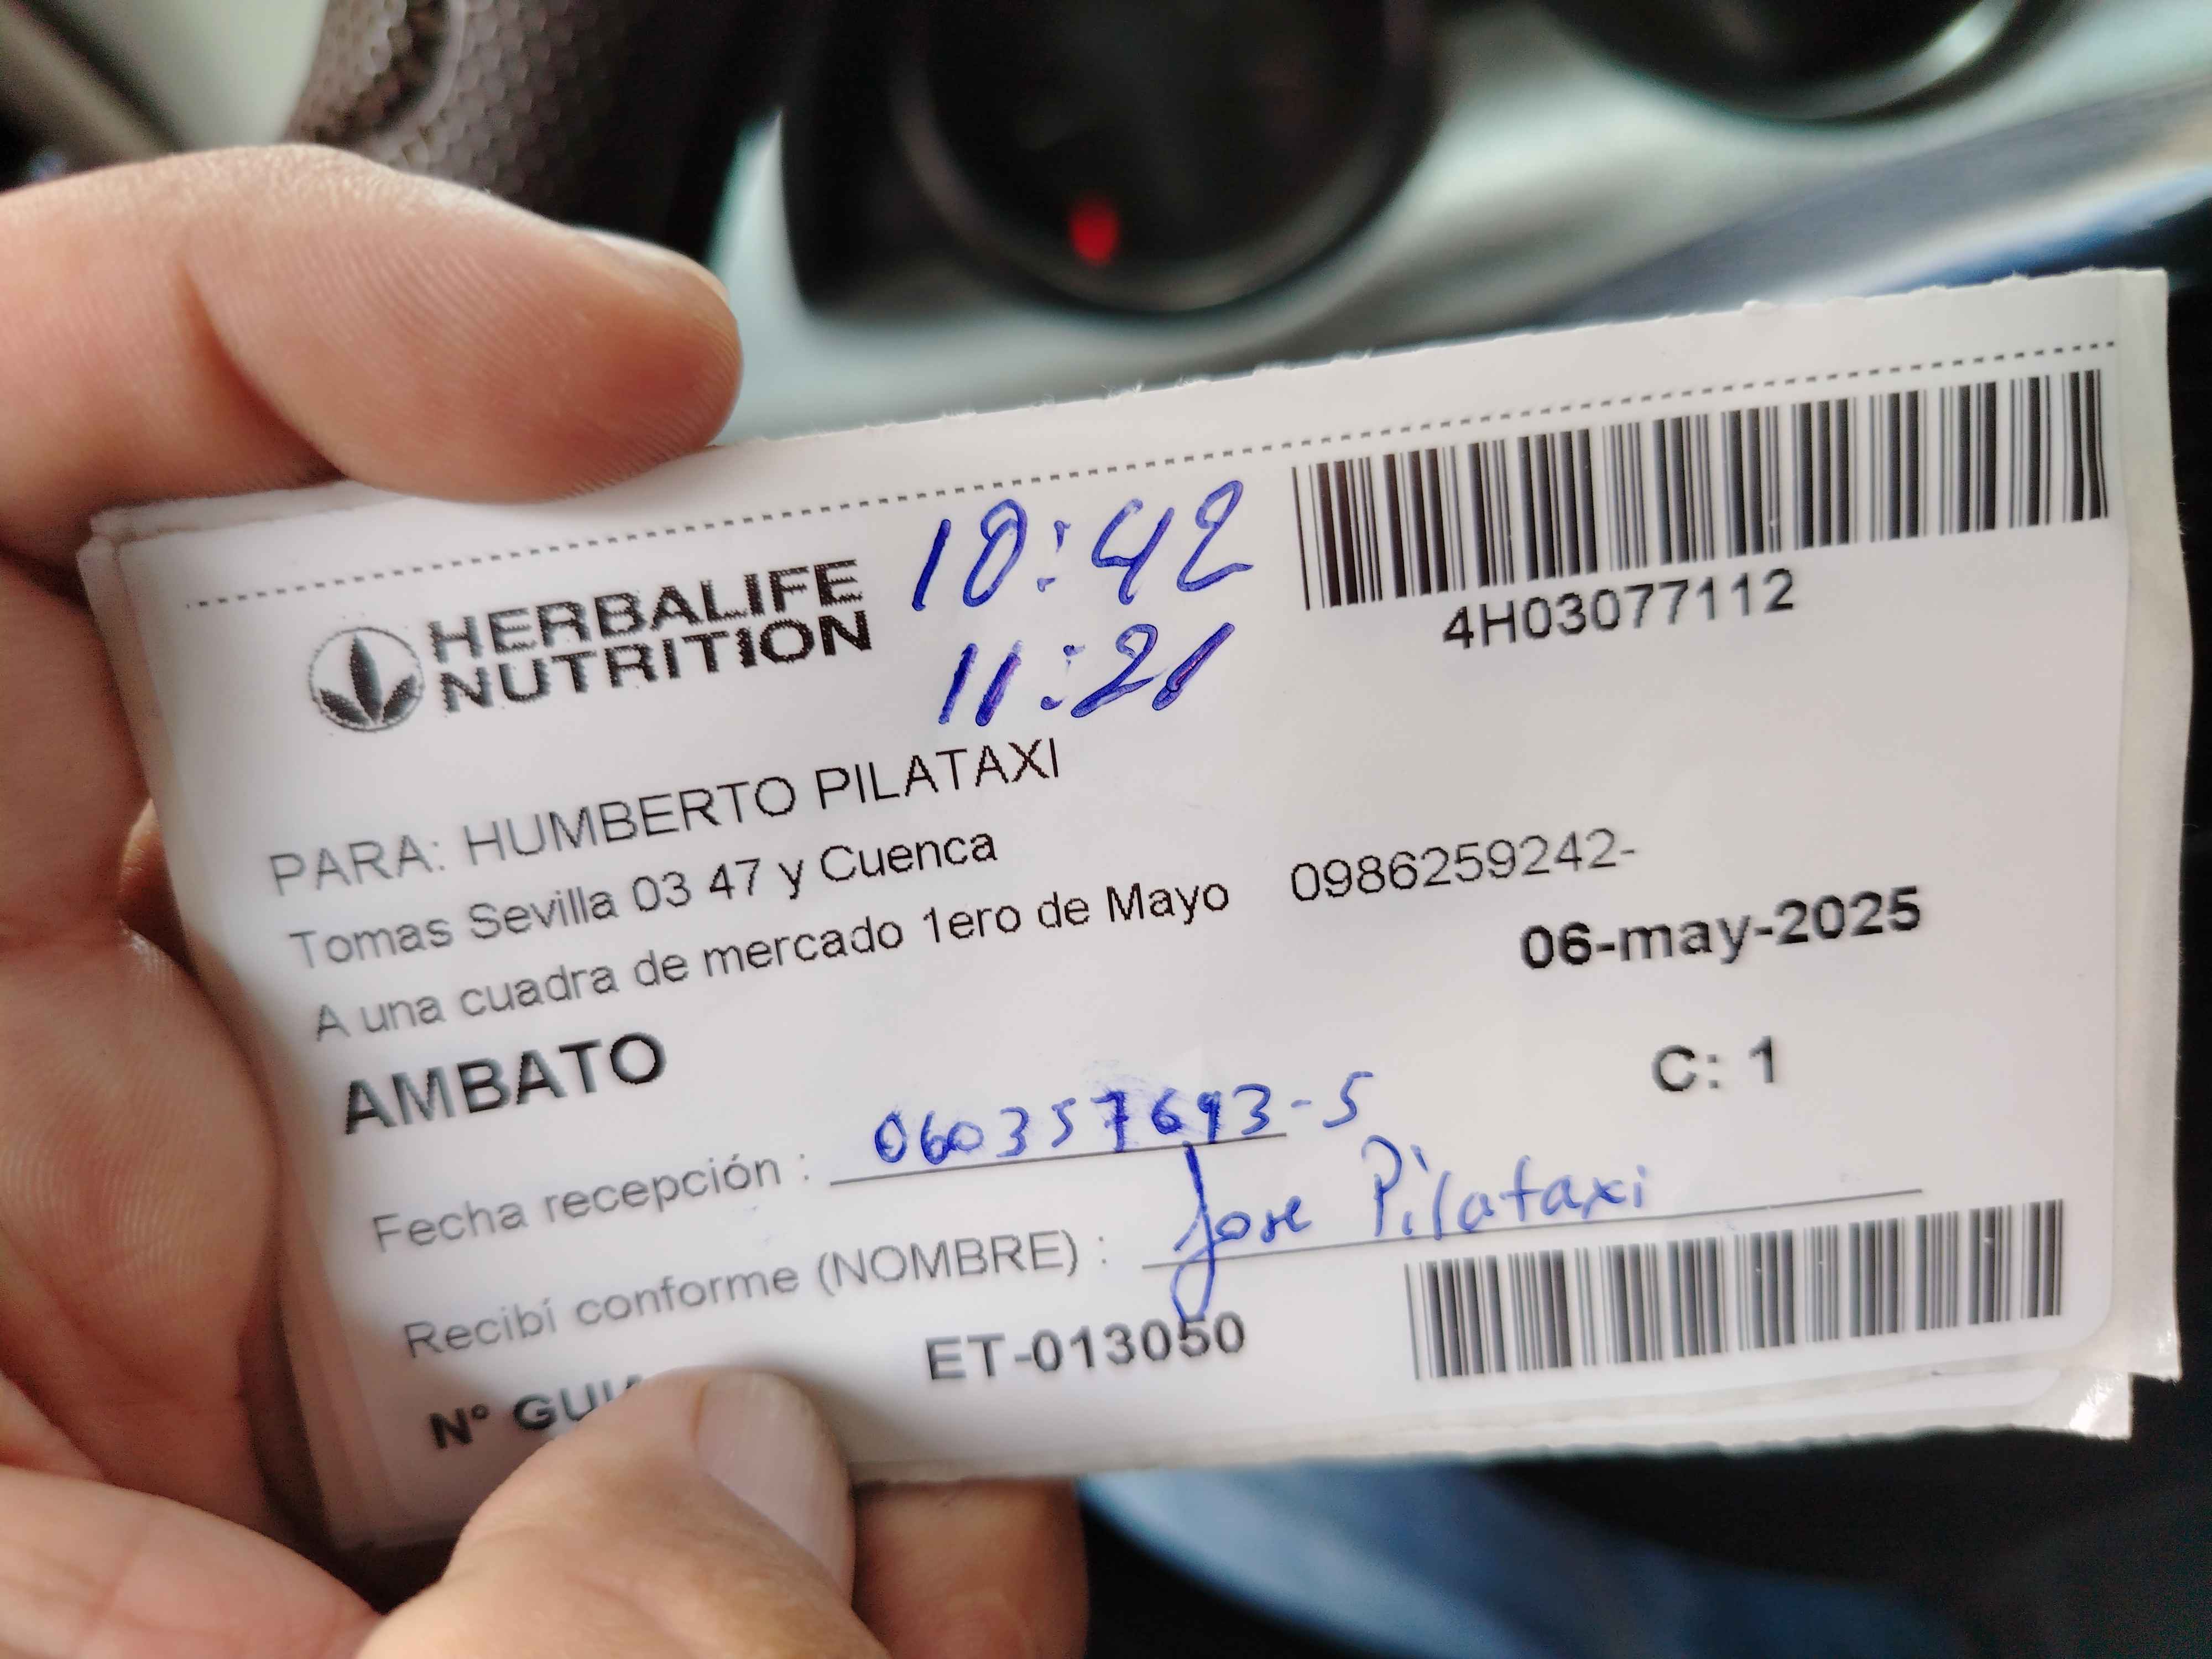 HERBALIFE
NUTRITION
10:42
11:21
4H03077112
PARA: HUMBERTO PILATAXI
Tomas Sevilla 03 47 y Cuenca
A una cuadra de mercado 1ero de Mayo 0986259242-
06-may-2025
AMBATO
C: 1
Fecha recepción : 060357693-5
Recibí conforme (NOMBRE) : Jose Pilataxi
N° GUIA ET-013050